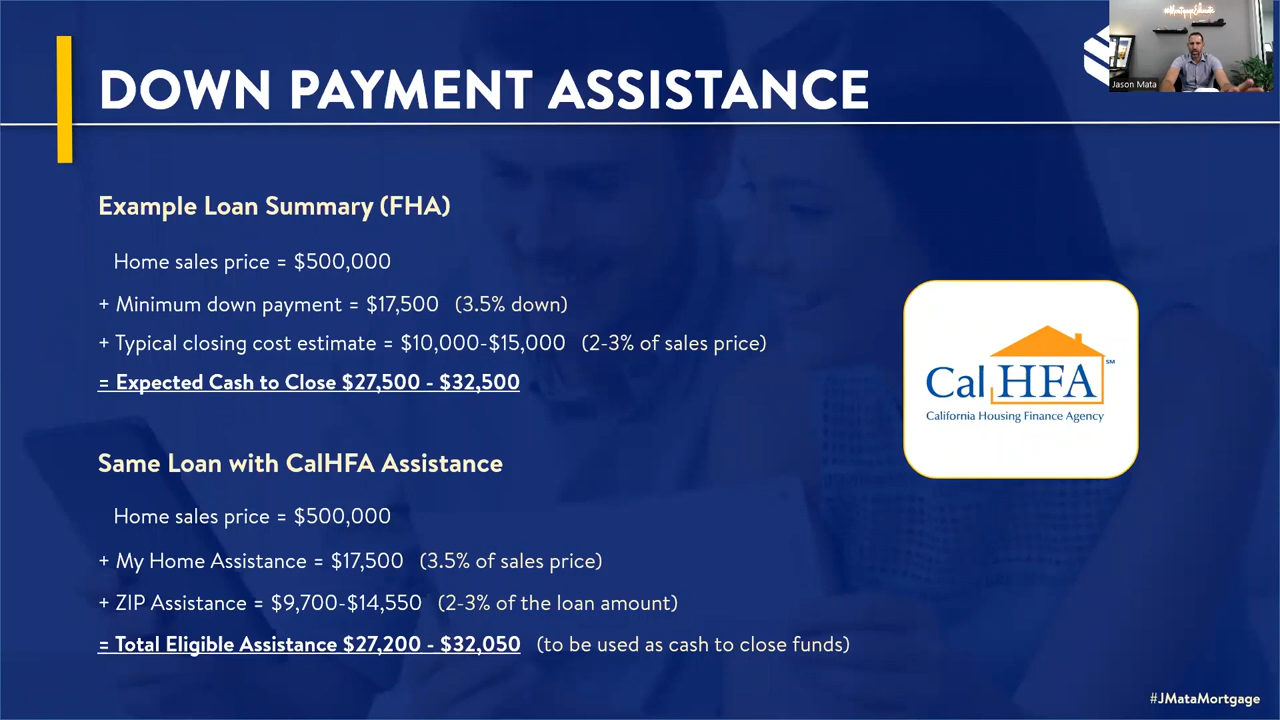 #MortgageEducate
Jason Mata
DOWN PAYMENT ASSISTANCE
Example Loan Summary (FHA)
Home sales price = $500,000
+ Minimum down payment = $17,500 (3.5% down)
+ Typical closing cost estimate = $10,000-$15,000 (2-3% of sales price)
= Expected Cash to Close $27,500 - $32,500
CalHFA SM
California Housing Finance Agency
Same Loan with CalHFA Assistance
Home sales price = $500,000
+ My Home Assistance = $17,500 (3.5% of sales price)
+ ZIP Assistance = $9,700-$14,550 (2-3% of the loan amount)
= Total Eligible Assistance $27,200 - $32,050 (to be used as cash to close funds)
#JMataMortgage